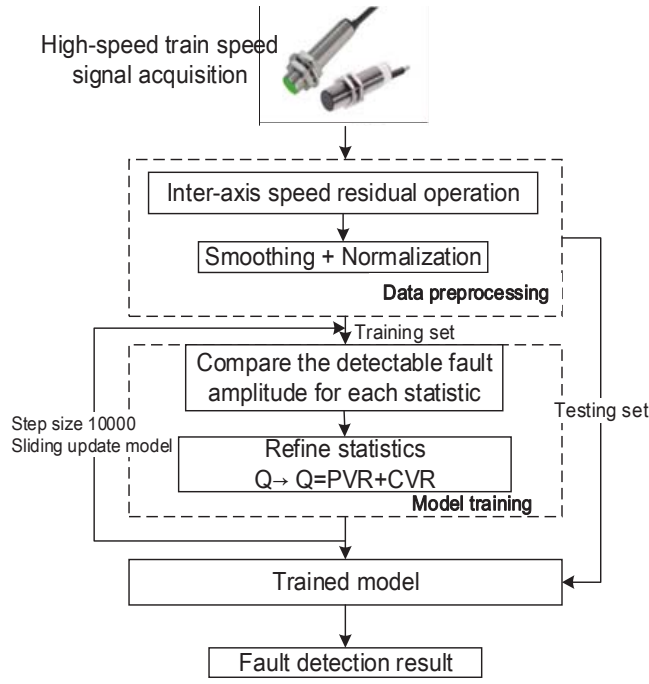 High-speed train speed
signal acquisition
Inter-axis speed residual operation
Smoothing + Normalization
Data preprocessing
Training set
Compare the detectable fault
amplitude for each statistic
Step size 10000
Sliding update model
Testing set
Refine statistics
Q→ Q=PVR+CVR
Model training
Trained model
Fault detection result